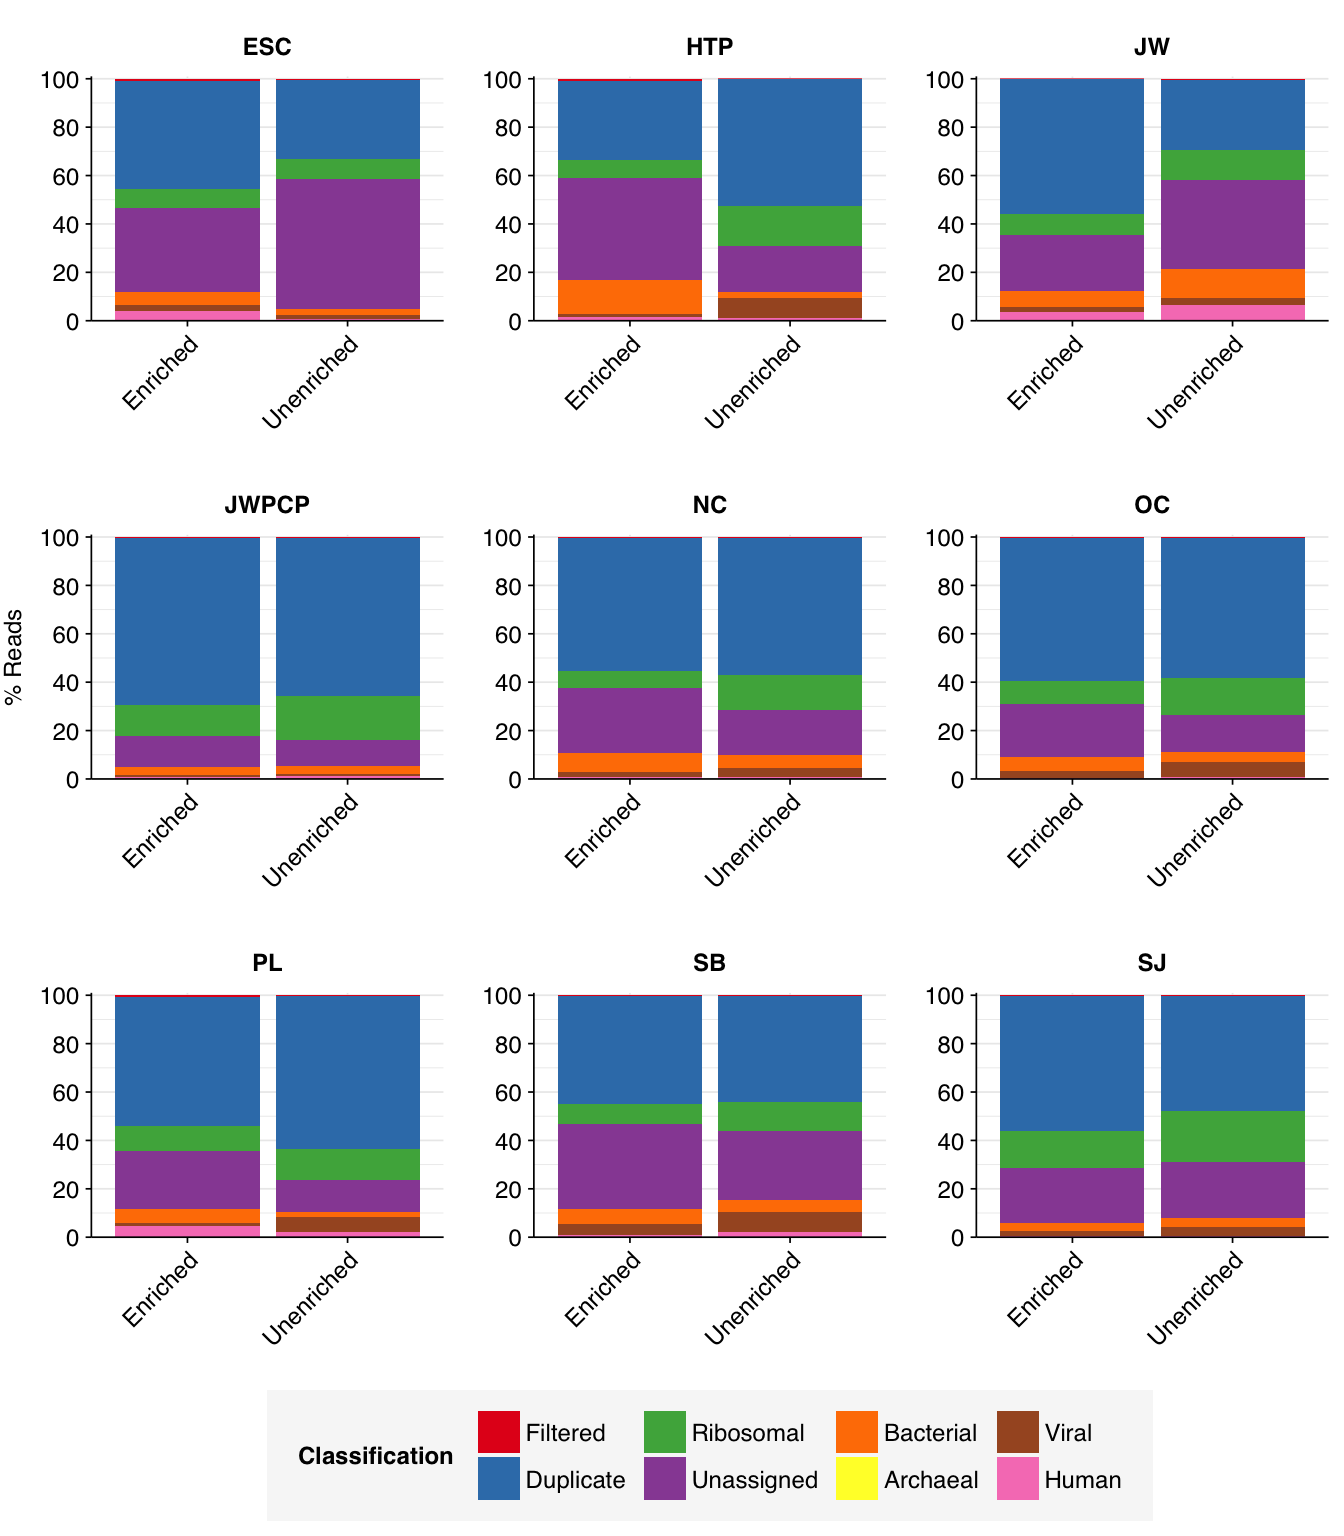 ESC HTP JW
100 100 100
80 80 80
60 60 60
40 40 40
20 20 20
0 0 0
Enriched Unenriched Enriched Unenriched Enriched Unenriched
JWPCP NC OC
100 100 100
80 80 80
60 60 60
40 40 40
20 20 20
0 0 0
Enriched Unenriched Enriched Unenriched Enriched Unenriched
% Reads
PL SB SJ
100 100 100
80 80 80
60 60 60
40 40 40
20 20 20
0 0 0
Enriched Unenriched Enriched Unenriched Enriched Unenriched
Classification
Filtered Ribosomal Bacterial Viral
Duplicate Unassigned Archaeal Human